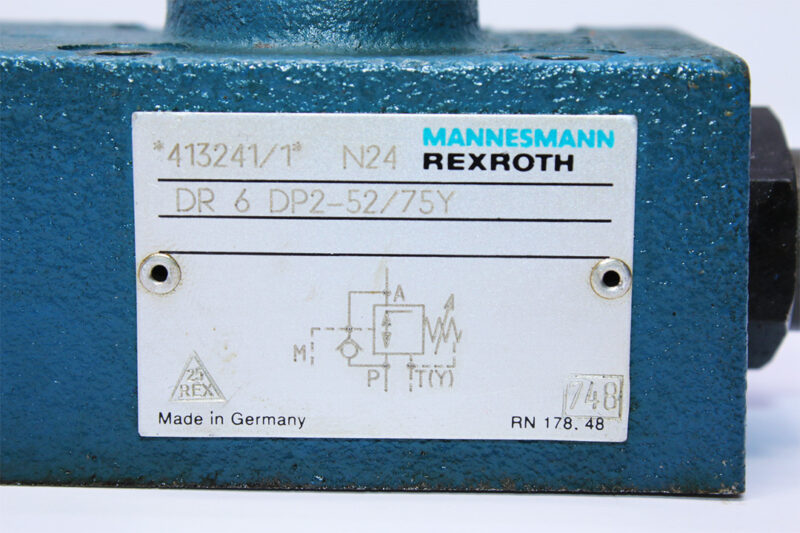 *413241/1* N24 MANNESMANN
REXROTH
DR 6 DP2-52/75Y
A
M
P T(Y)
25
REX
748
Made in Germany RN 178.48